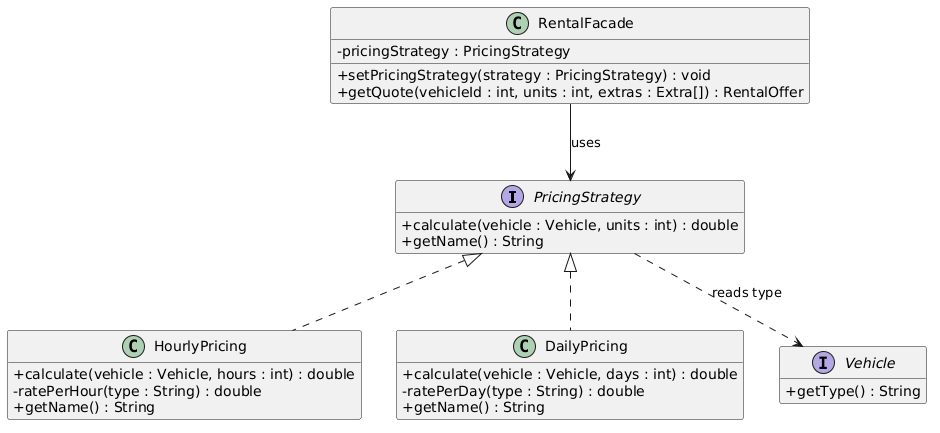 C RentalFacade
-pricingStrategy : PricingStrategy
+setPricingStrategy(strategy : PricingStrategy) : void
+getQuote(vehicleId : int, units : int, extras : Extra[]) : RentalOffer
uses
I PricingStrategy
+calculate(vehicle : Vehicle, units : int) : double
+getName() : String
reads type
C HourlyPricing
+calculate(vehicle : Vehicle, hours : int) : double
-ratePerHour(type : String) : double
+getName() : String
C DailyPricing
+calculate(vehicle : Vehicle, days : int) : double
-ratePerDay(type : String) : double
+getName() : String
I Vehicle
+getType() : String